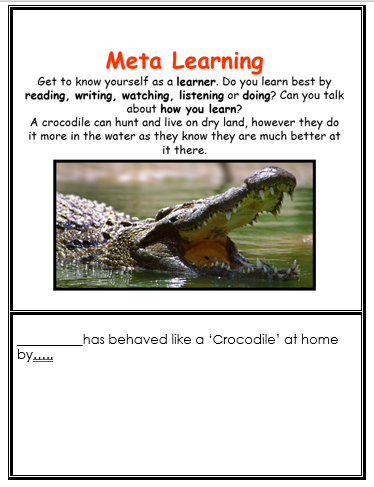 Meta Learning
Get to know yourself as a learner. Do you learn best by
reading, writing, watching, listening or doing? Can you talk
about how you learn?
A crocodile can hunt and live on dry land, however they do
it more in the water as they know they are much better at
it there.
__________has behaved like a ‘Crocodile’ at home
by…..